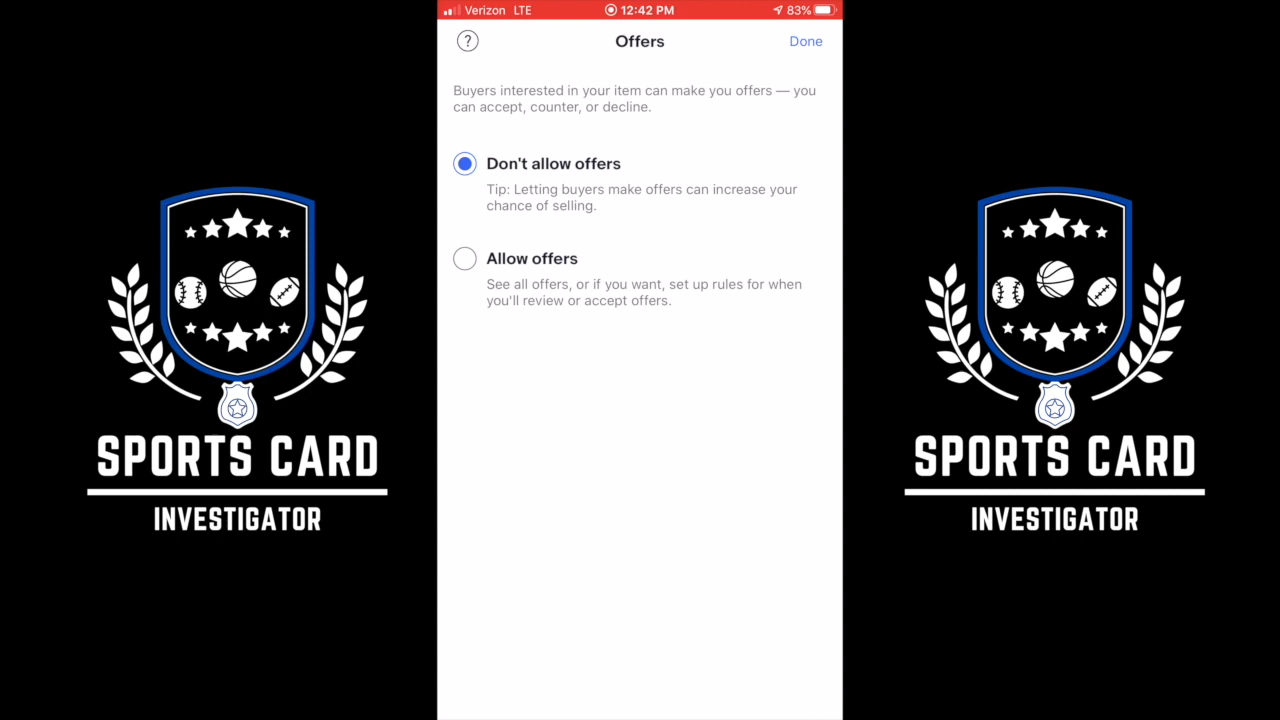 Verizon LTE 12:42 PM 83%
? Offers Done
Buyers interested in your item can make you offers — you
can accept, counter, or decline.
Don't allow offers
Tip: Letting buyers make offers can increase your
chance of selling.
Allow offers
See all offers, or if you want, set up rules for when
you'll review or accept offers.
SPORTS CARD
INVESTIGATOR
SPORTS CARD
INVESTIGATOR